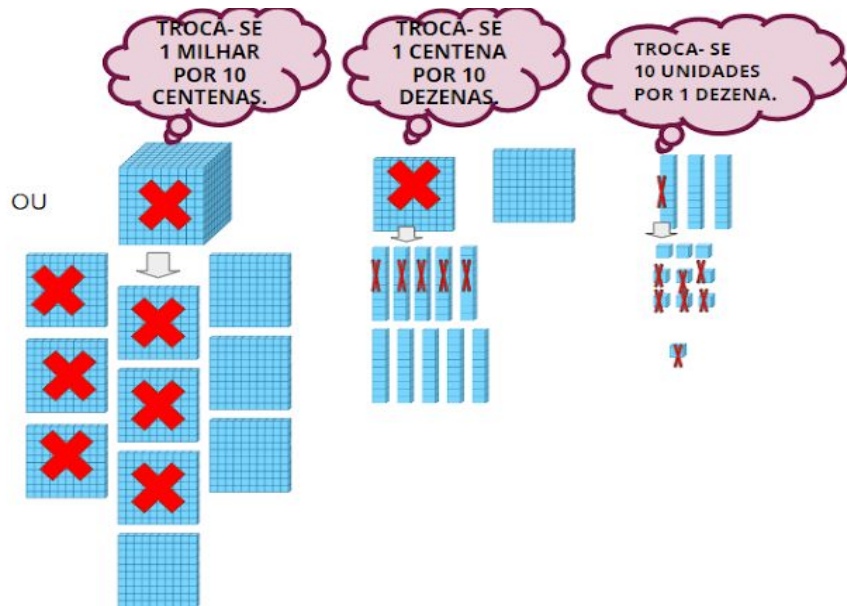 TROCA- SE
1 MILHAR
POR 10
CENTENAS.
TROCA- SE
1 CENTENA
POR 10
DEZENAS.
TROCA- SE
10 UNIDADES
POR 1 DEZENA.
OU